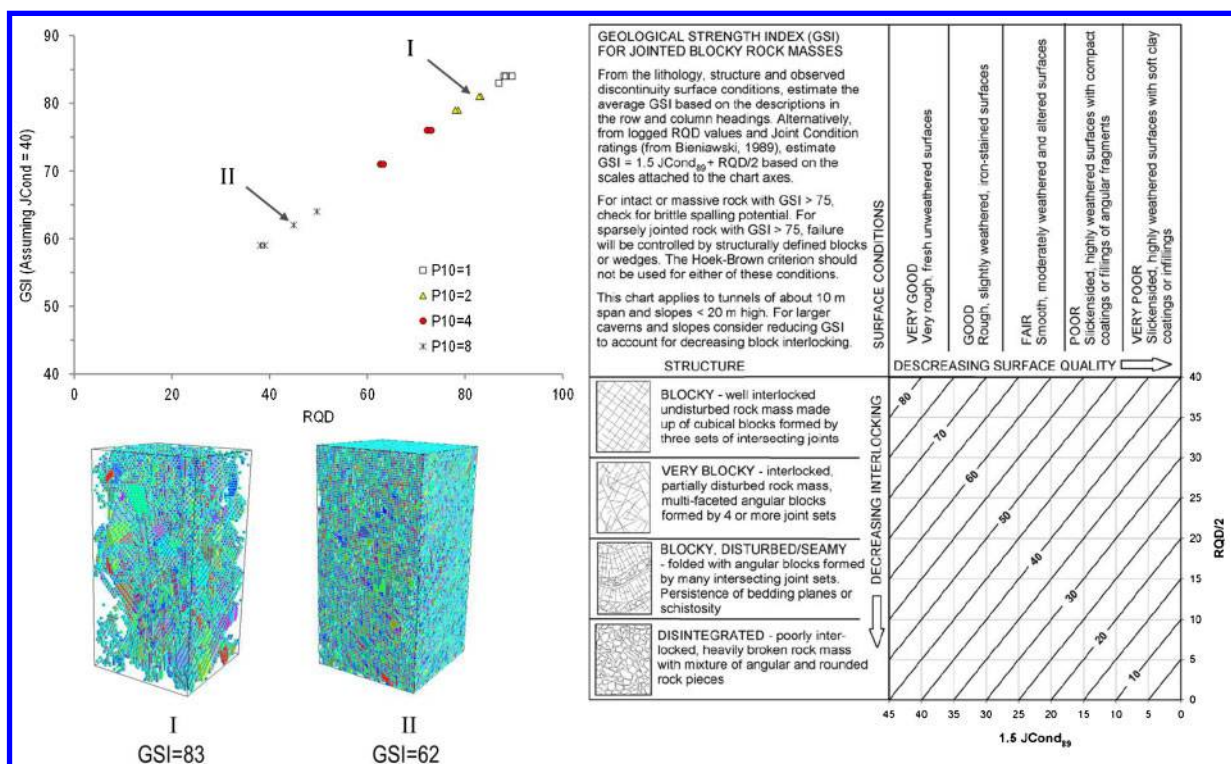 90
80
70
60
50
40
GSI (Assuming JCond = 40)
I
II
P10=1
P10=2
P10=4
P10=8
0 20 40 60 80 100
RQD
I
GSI=83
II
GSI=62
GEOLOGICAL STRENGTH INDEX (GSI)
FOR JOINTED BLOCKY ROCK MASSES
From the lithology, structure and observed
discontinuity surface conditions, estimate the
average GSI based on the descriptions in
the row and column headings. Alternatively,
from logged RQD values and Joint Condition
ratings (from Bieniawski, 1989), estimate
GSI = 1.5 JCond89 + RQD/2 based on the
scales attached to the chart axes.
For intact or massive rock with GSI > 75,
check for brittle spalling potential. For
sparsely jointed rock with GSI > 75, failure
will be controlled by structurally defined blocks
or wedges. The Hoek-Brown criterion should
not be used for either of these conditions.
This chart applies to tunnels of about 10 m
span and slopes < 20 m high. For larger
caverns and slopes consider reducing GSI
to account for decreasing block interlocking.
STRUCTURE
SURFACE CONDITIONS
VERY GOOD
Very rough, fresh unweathered surfaces
GOOD
Rough, slightly weathered, iron-stained surfaces
FAIR
Smooth, moderately weathered and altered surfaces
POOR
Slickensided, highly weathered surfaces with compact
coatings or fillings of angular fragments
VERY POOR
Slickensided, highly weathered surfaces with soft clay
coatings or infillings
DESCREASING SURFACE QUALITY
BLOCKY - well interlocked
undisturbed rock mass made
up of cubical blocks formed by
three sets of intersecting joints
VERY BLOCKY - interlocked,
partially disturbed rock mass,
multi-faceted angular blocks
formed by 4 or more joint sets
BLOCKY, DISTURBED/SEAMY
- folded with angular blocks formed
by many intersecting joint sets.
Persistence of bedding planes or
schistosity
DISINTEGRATED - poorly inter-
locked, heavily broken rock mass
with mixture of angular and rounded
rock pieces
DECREASING INTERLOCKING
80
70
60
50
40
30
20
10
40
35
30
25
20
15
10
5
0
RQD/2
45 40 35 30 25 20 15 10 5 0
1.5 JCond89